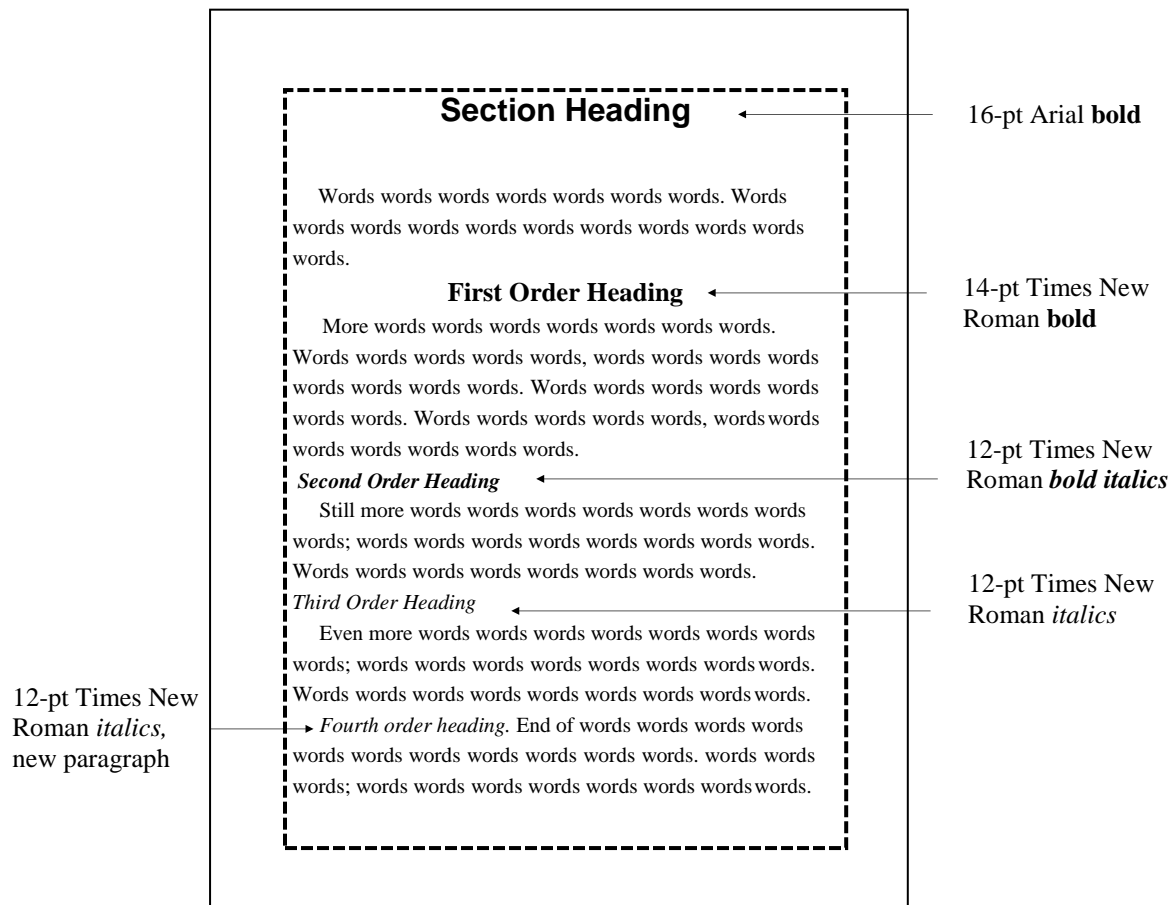 Section Heading
16-pt Arial bold
Words words words words words words words. Words
words words words words words words words words words
words.
First Order Heading
14-pt Times New
Roman bold
More words words words words words words words.
Words words words words words, words words words words
words words words words. Words words words words words
words words. Words words words words words, words words
words words words words words.
Second Order Heading
12-pt Times New
Roman bold italics
Still more words words words words words words words
words; words words words words words words words words.
Words words words words words words words words.
Third Order Heading
12-pt Times New
Roman italics
Even more words words words words words words words
words; words words words words words words words words.
Words words words words words words words words words.
12-pt Times New
Roman italics,
new paragraph
Fourth order heading. End of words words words words
words words words words words words. words words words
words; words words words words words words words words.